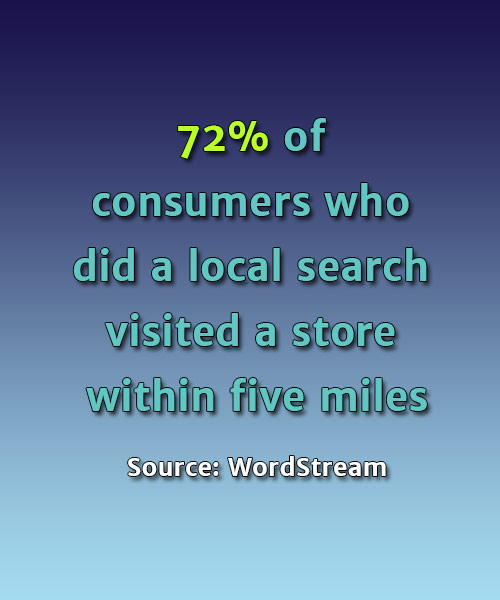 72% of
consumers who
did a local search
visited a store
within five miles
Source: WordStream